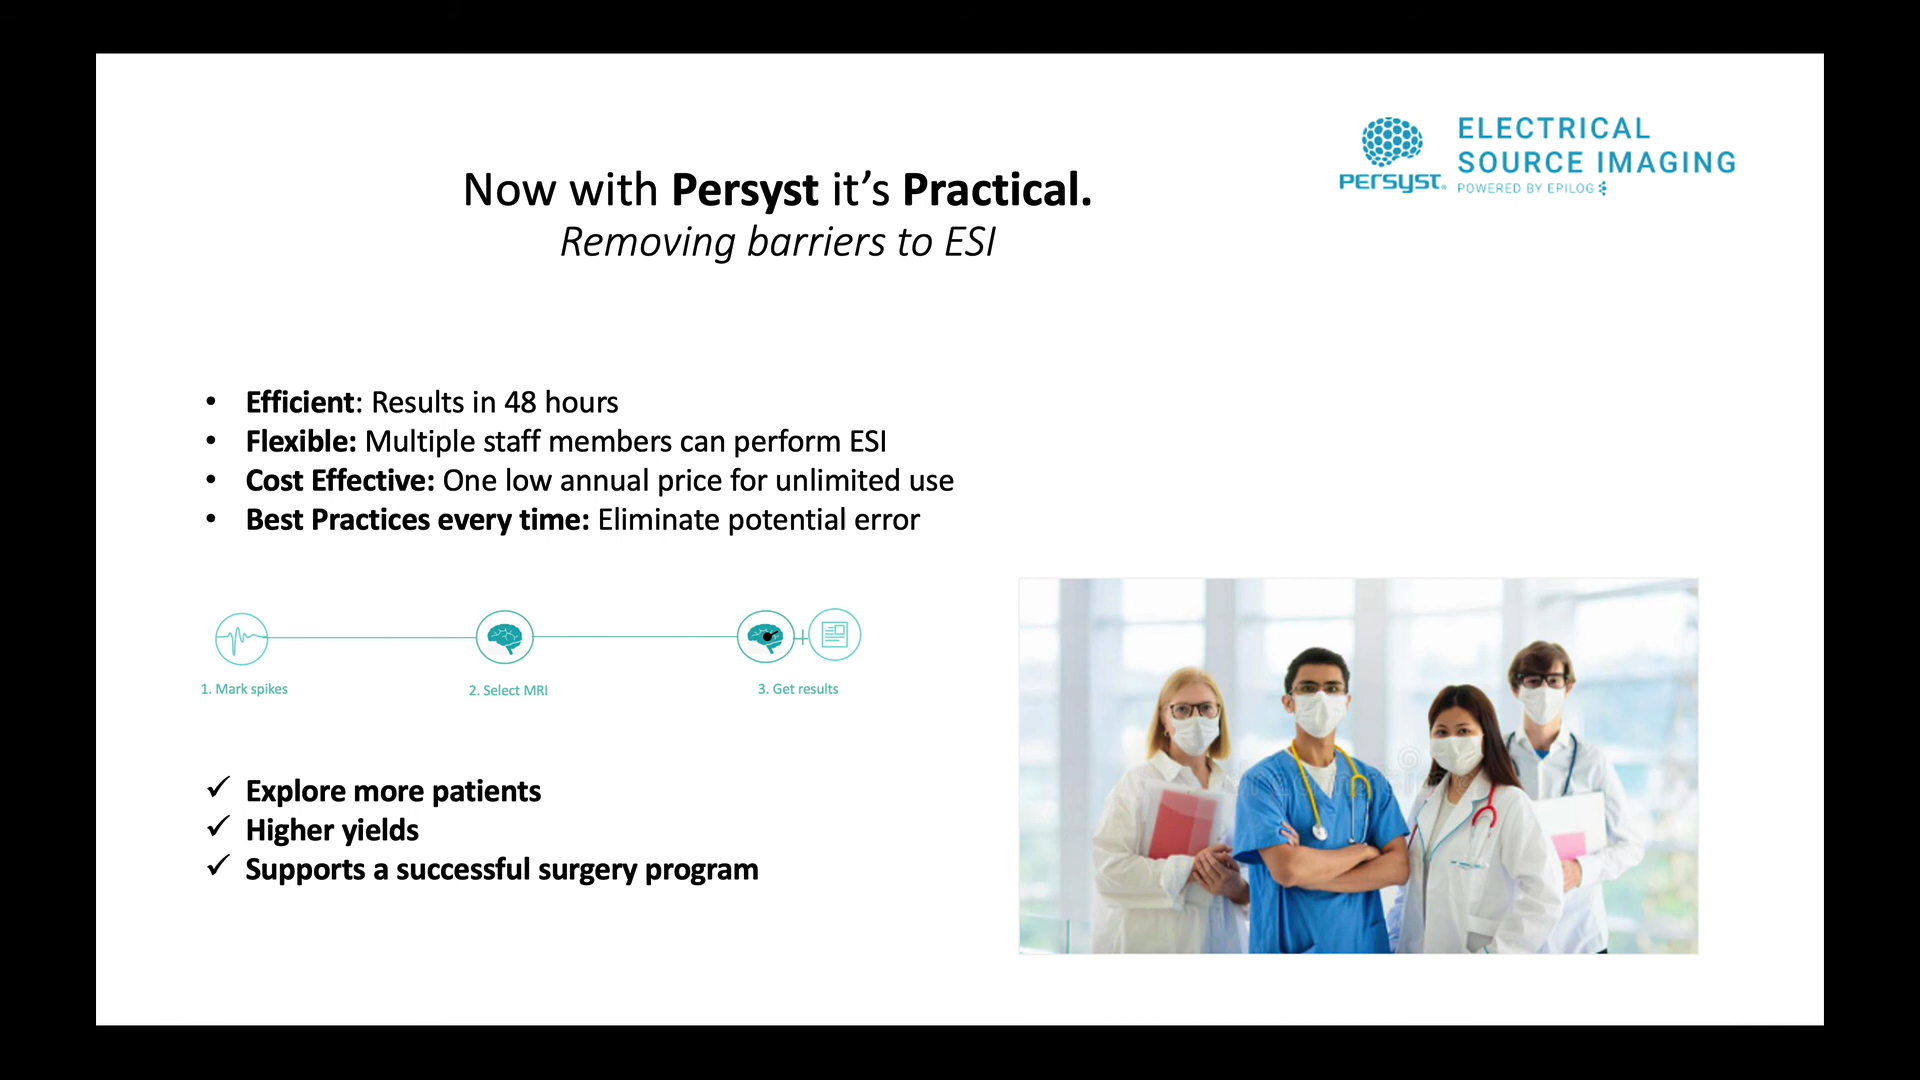 ELECTRICAL
SOURCE IMAGING
PERSYST®
POWERED BY EPILOG
Now with Persyst it’s Practical.
Removing barriers to ESI
• Efficient: Results in 48 hours
• Flexible: Multiple staff members can perform ESI
• Cost Effective: One low annual price for unlimited use
• Best Practices every time: Eliminate potential error
1. Mark spikes
2. Select MRI
3. Get results
✓ Explore more patients
✓ Higher yields
✓ Supports a successful surgery program